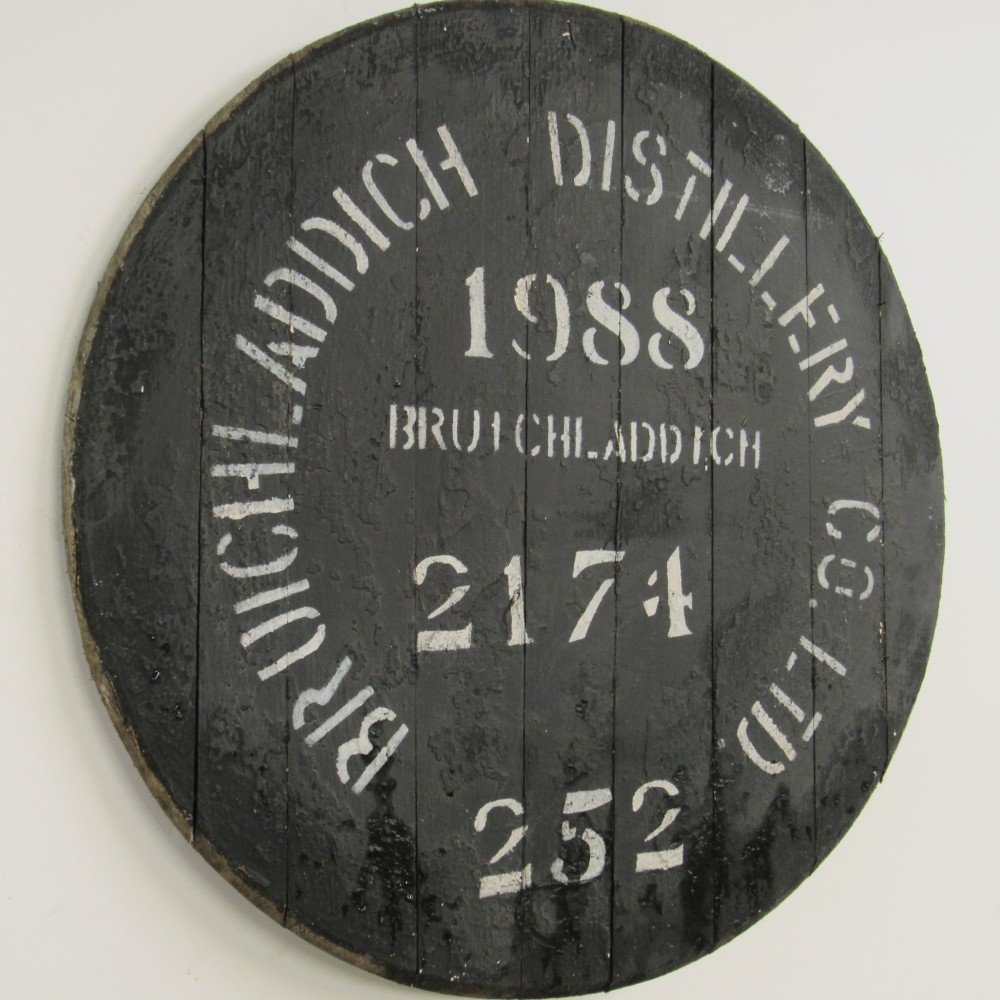 BRUICHLADDICH DISTILLERY CO. LTD
1988
BRUICHLADDICH
2174
252